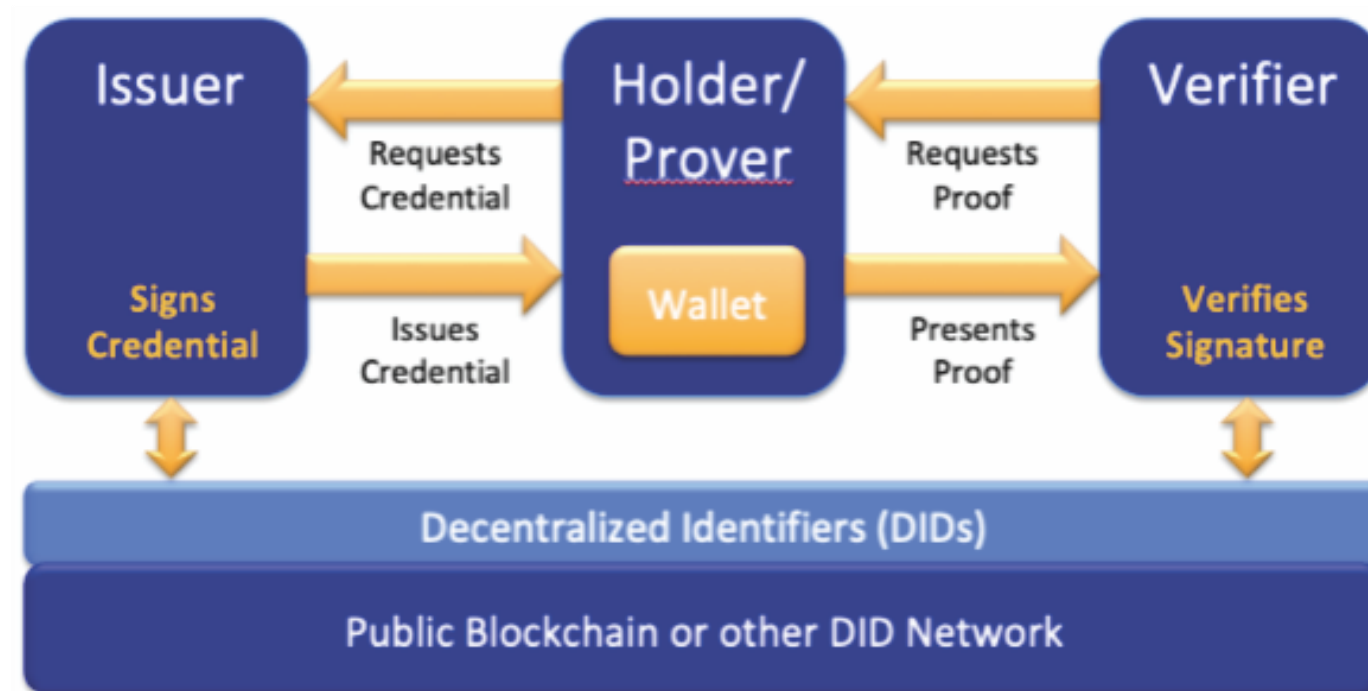 Issuer
Holder/
Prover
Verifier
Requests
Credential
Requests
Proof
Signs
Credential
Issues
Credential
Wallet
Presents
Proof
Verifies
Signature
Decentralized Identifiers (DIDs)
Public Blockchain or other DID Network